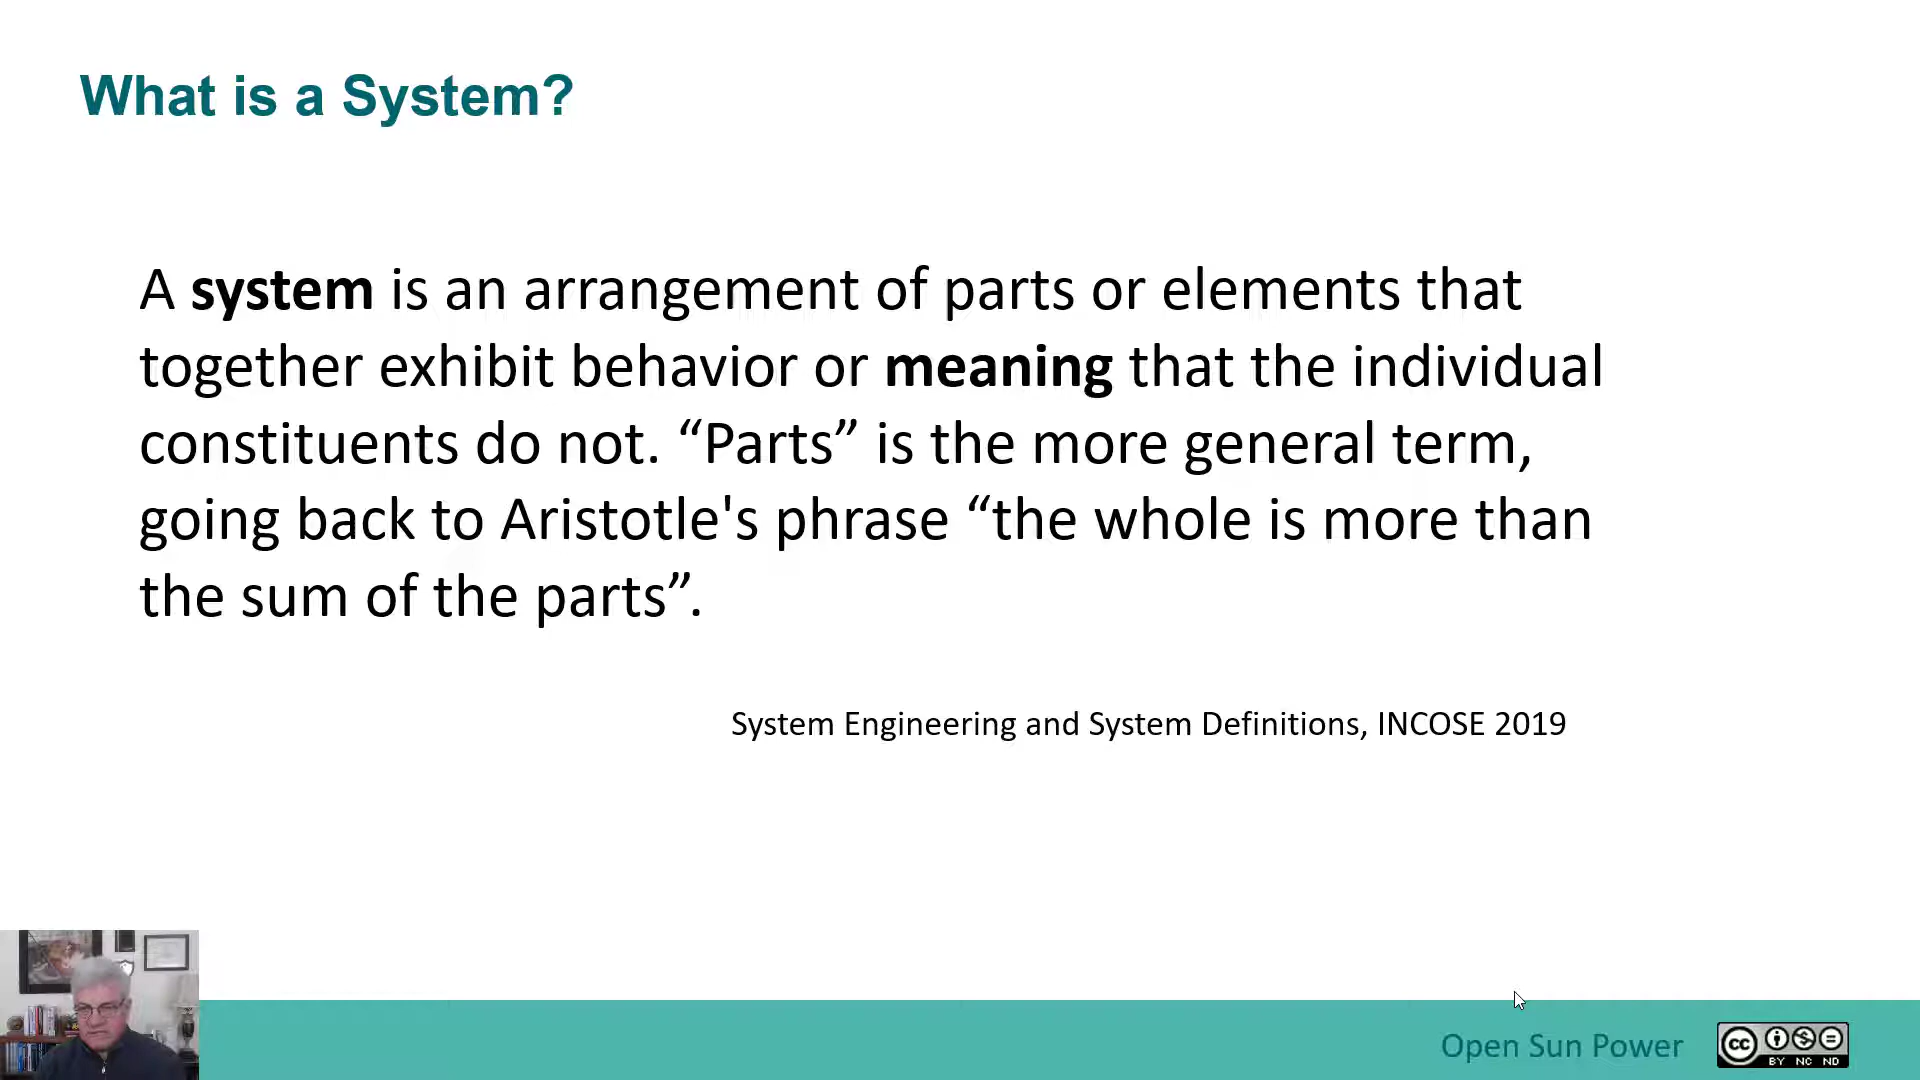 What is a System?
A system is an arrangement of parts or elements that
together exhibit behavior or meaning that the individual
constituents do not. “Parts” is the more general term,
going back to Aristotle's phrase “the whole is more than
the sum of the parts”.
System Engineering and System Definitions, INCOSE 2019
Open Sun Power
cc
BY NC ND